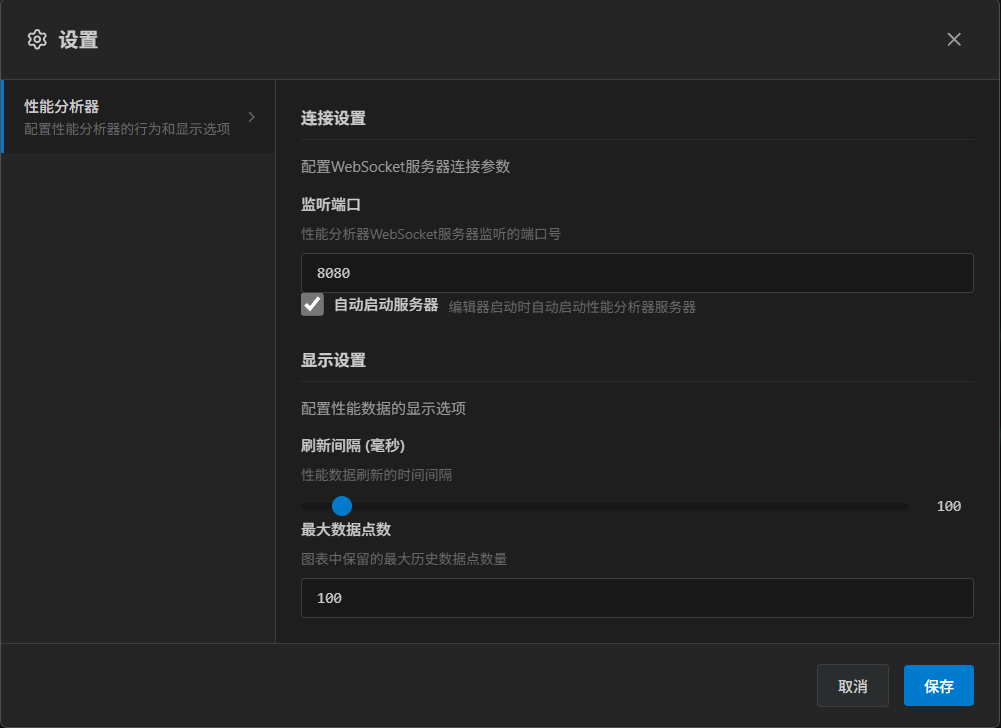 设置
性能分析器
配置性能分析器的行为和显示选项
连接设置
配置WebSocket服务器连接参数
监听端口
性能分析器WebSocket服务器监听的端口号
8080
自动启动服务器 编辑器启动时自动启动性能分析器服务器
显示设置
配置性能数据的显示选项
刷新间隔 (毫秒)
性能数据刷新的时间间隔
100
最大数据点数
图表中保留的最大历史数据点数量
100
取消 保存